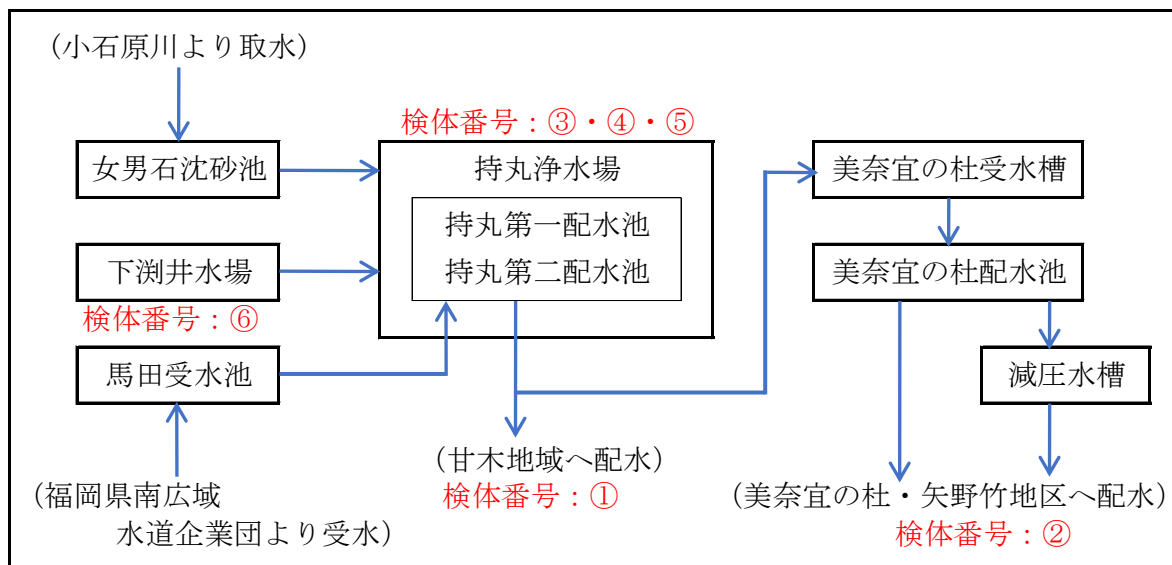 （小石原川より取水）
検体番号：③・④・⑤
女男石沈砂池
持丸浄水場
美奈宜の杜受水槽
持丸第一配水池
下渕井水場
持丸第二配水池
美奈宜の杜配水池
検体番号：⑥
馬田受水池
減圧水槽
（甘木地域へ配水）
検体番号：①
（福岡県南広域
水道企業団より受水）
（美奈宜の杜・矢野竹地区へ配水）
検体番号：②